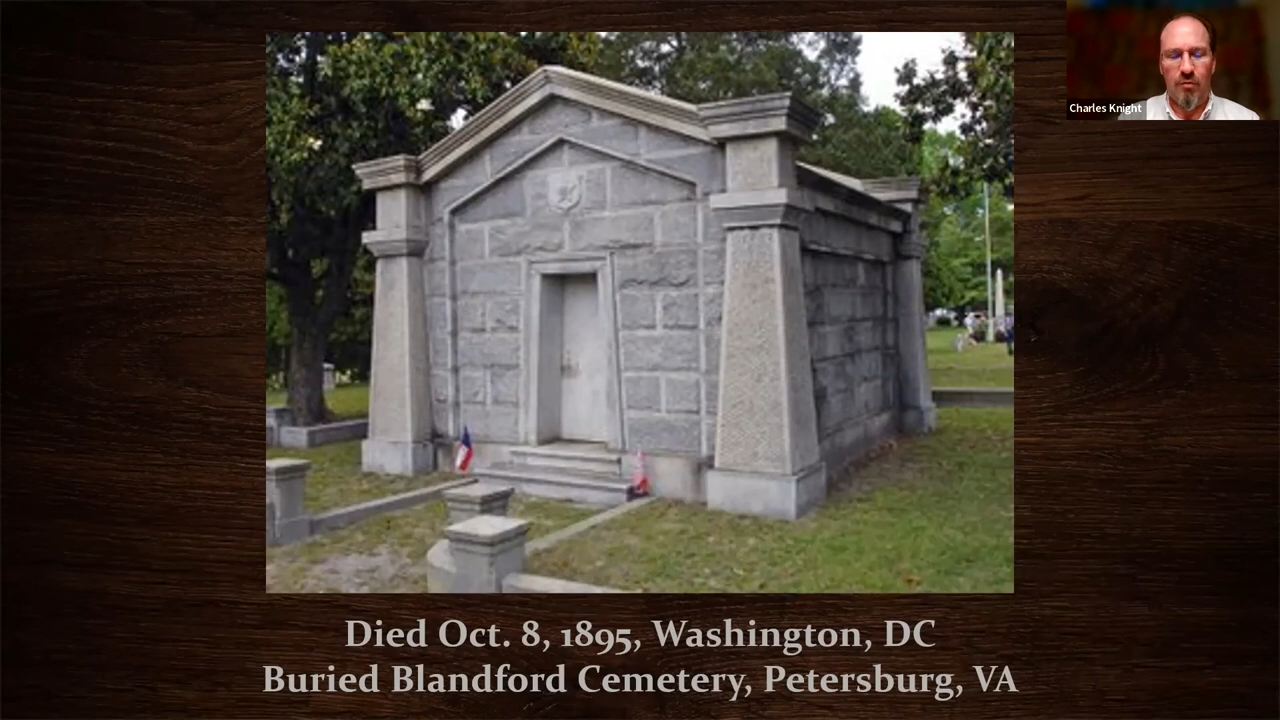 Charles Knight
Died Oct. 8, 1895, Washington, DC
Buried Blandford Cemetery, Petersburg, VA